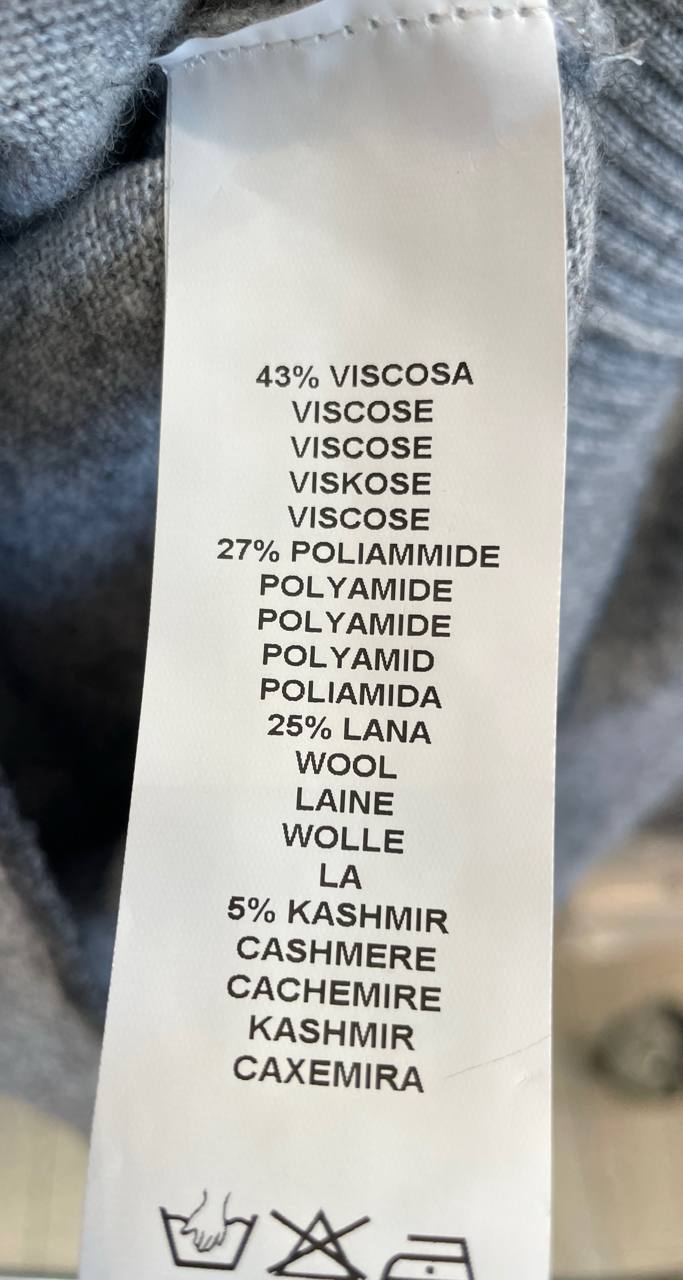 43% VISCOSA
VISCOSE
VISCOSE
VISKOSE
VISCOSE
27% POLIAMMIDE
POLYAMIDE
POLYAMIDE
POLYAMID
POLIAMIDA
25% LANA
WOOL
LAINE
WOLLE
LA
5% KASHMIR
CASHMERE
CACHEMIRE
KASHMIR
CAXEMIRA